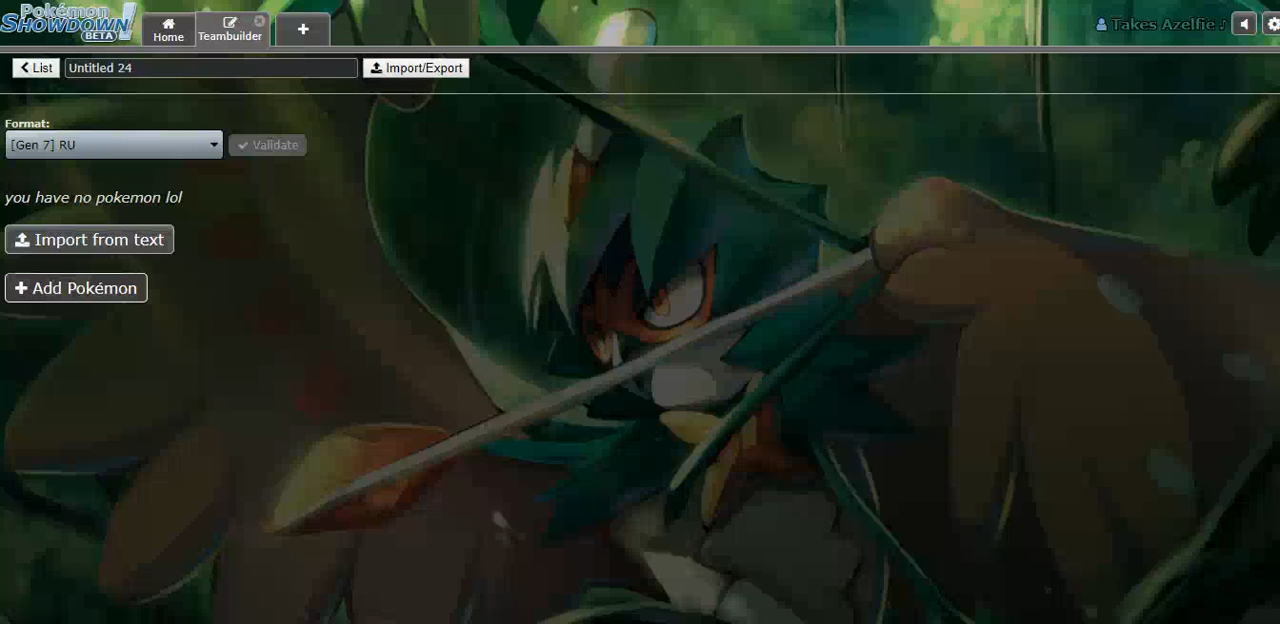 Pokémon
SHOWDOWN!
BETA
Home
Teambuilder
+
Takes Azelfie ♪
List
Untitled 24
Import/Export
Format:
[Gen 7] RU
Validate
you have no pokemon lol
Import from text
+ Add Pokémon